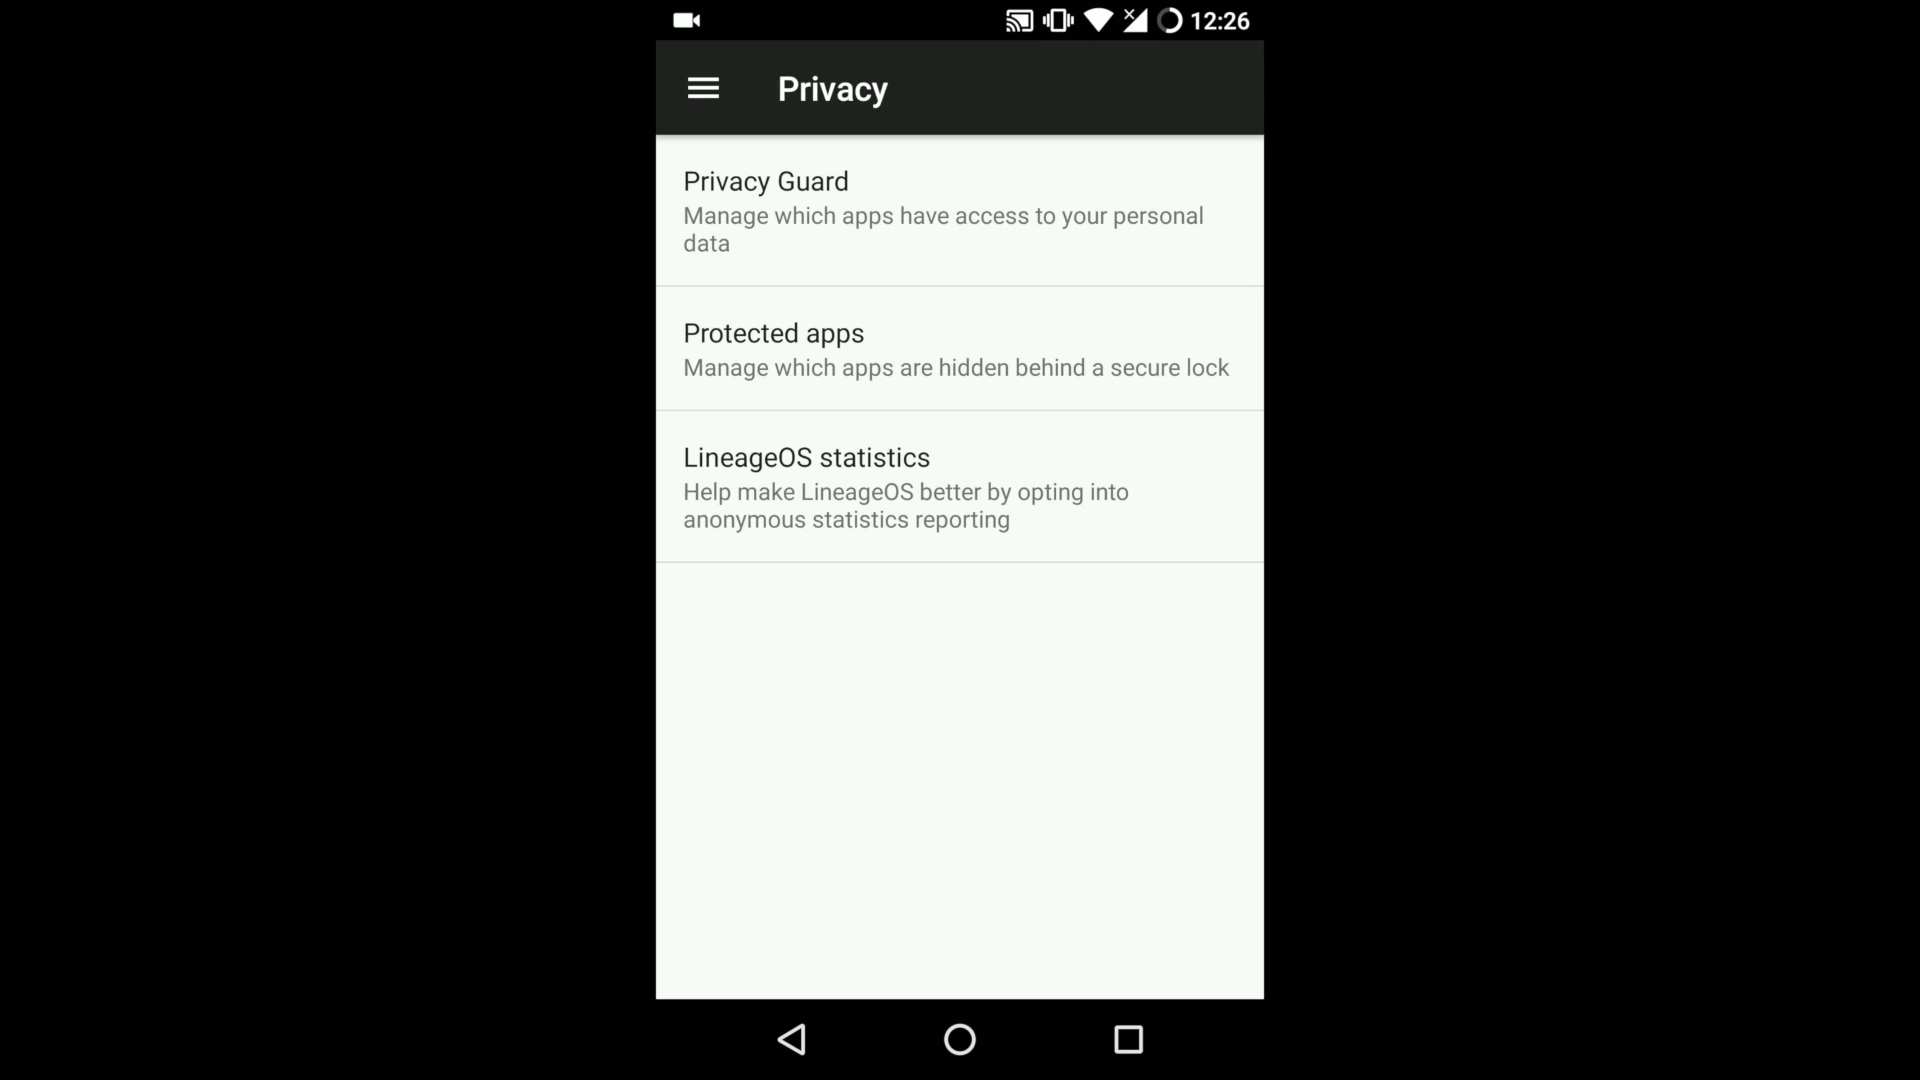 12:26
Privacy
Privacy Guard
Manage which apps have access to your personal
data
Protected apps
Manage which apps are hidden behind a secure lock
LineageOS statistics
Help make LineageOS better by opting into
anonymous statistics reporting